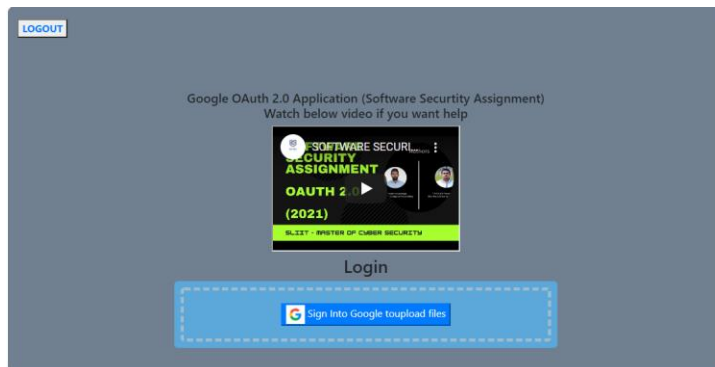 LOGOUT
Google OAuth 2.0 Application (Software Securtity Assignment)
Watch below video if you want help
SOFTWARE SECURI...
SECURITY
ASSIGNMENT
OAUTH 2.0
(2021)
SLIIT - MASTER OF CYBER SECURITY
Login
Sign Into Google toupload files